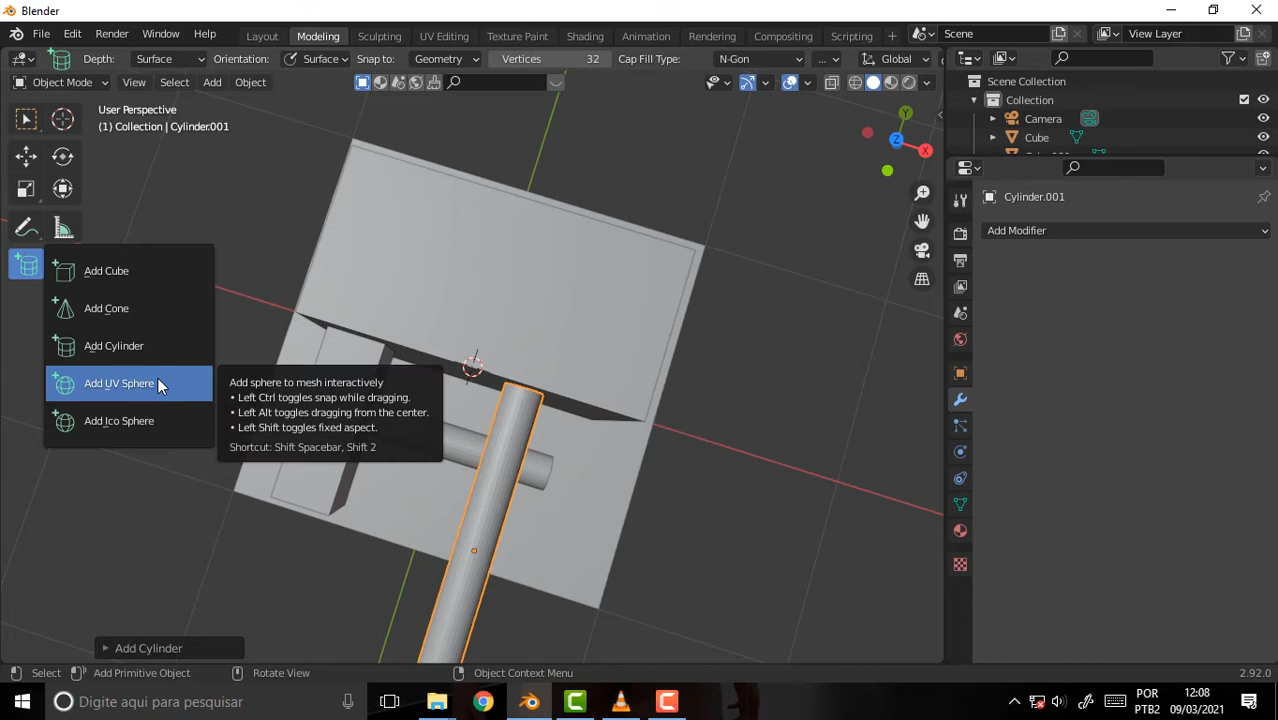 Blender
File Edit Render Window Help
Layout Modeling Sculpting UV Editing Texture Paint Shading Animation Rendering Compositing Scripting
Scene
View Layer
Depth: Surface Orientation: Surface Snap to: Geometry Vertices 32 Cap Fill Type: N-Gon ... Global
Object Mode View Select Add Object
User Perspective
(1) Collection | Cylinder.001
Y
Z
X
Scene Collection
Collection
Camera
Cube
Cylinder.001
Add Modifier
Add Cube
Add Cone
Add Cylinder
Add UV Sphere
Add Ico Sphere
Add sphere to mesh interactively
• Left Ctrl toggles snap while dragging.
• Left Alt toggles dragging from the center.
• Left Shift toggles fixed aspect.
Shortcut: Shift Spacebar, Shift 2
Add Cylinder
Select Add Primitive Object Rotate View Object Context Menu 2.92.0
Digite aqui para pesquisar
POR
PTB2
12:08
09/03/2021